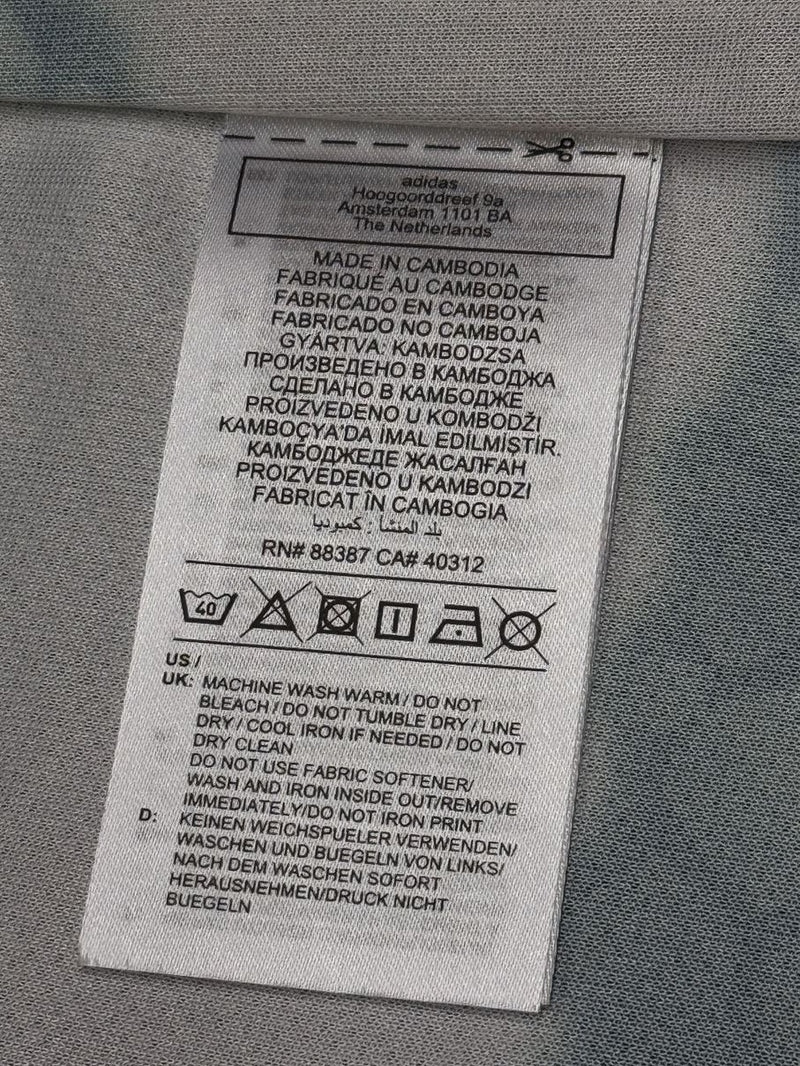 adidas
Hoogoorddreef 9a
Amsterdam 1101 BA
The Netherlands
MADE IN CAMBODIA
FABRIQUÉ AU CAMBODGE
FABRICADO EN CAMBOYA
FABRICADO NO CAMBOJA
GYÁRTVA: KAMBODZSA
ПРОИЗВЕДЕНО В КАМБОДЖА
СДЕЛАНО В КАМБОДЖЕ
PROIZVEDENO U KOMBODŽI
KAMBOÇYA'DA İMAL EDİLMİŞTİR.
КАМБОДЖЕДЕ ЖАСАЛҒАН
PROIZVEDENO U KAMBODZI
FABRICAT ÎN CAMBOGIA
بلد المنشأ : كمبوديا
RN# 88387 CA# 40312
40
US /
UK: MACHINE WASH WARM / DO NOT
BLEACH / DO NOT TUMBLE DRY / LINE
DRY / COOL IRON IF NEEDED / DO NOT
DRY CLEAN
DO NOT USE FABRIC SOFTENER/
WASH AND IRON INSIDE OUT/REMOVE
IMMEDIATELY/DO NOT IRON PRINT
D: KEINEN WEICHSPUELER VERWENDEN/
WASCHEN UND BUEGELN VON LINKS/
NACH DEM WASCHEN SOFORT
HERAUSNEHMEN/DRUCK NICHT
BUEGELN